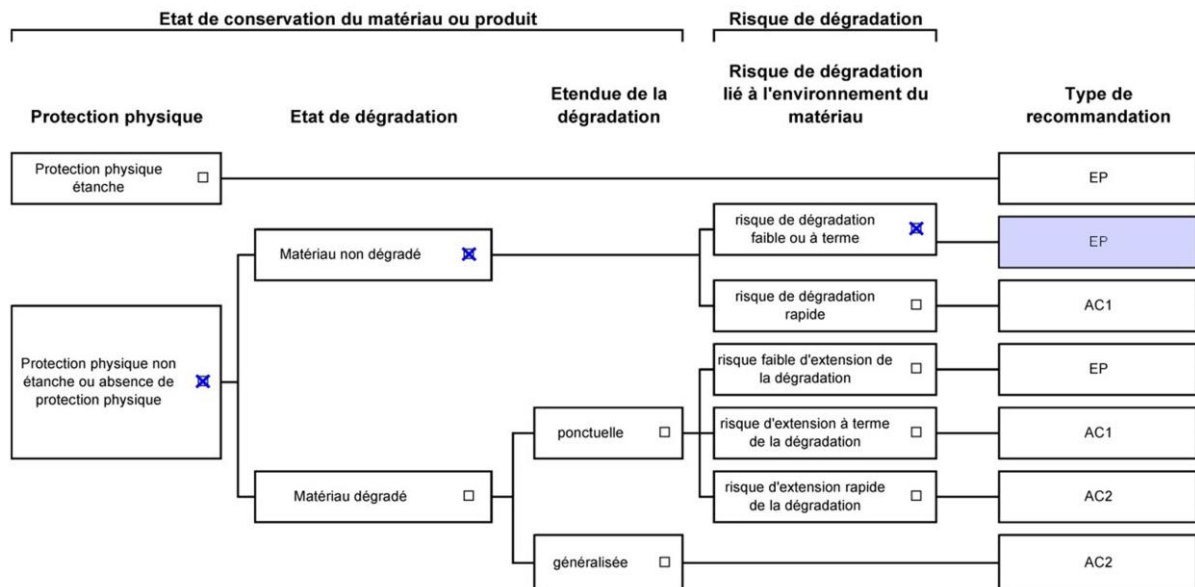 Etat de conservation du matériau ou produit
Risque de dégradation
Protection physique
Etat de dégradation
Etendue de la
dégradation
Risque de dégradation
lié à l'environnement du
matériau
Type de
recommandation
Protection physique
étanche
EP
Protection physique non
étanche ou absence de
protection physique
Matériau non dégradé
risque de dégradation
faible ou à terme
EP
risque de dégradation
rapide
AC1
Matériau dégradé
ponctuelle
risque faible d'extension de
la dégradation
EP
risque d'extension à terme
de la dégradation
AC1
risque d'extension rapide
de la dégradation
AC2
généralisée
AC2